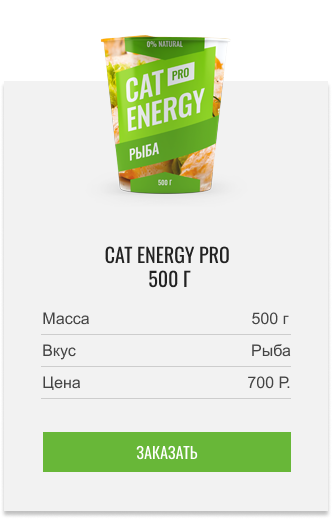 0% NATURAL
CAT PRO
ENERGY
РЫБА
500 Г
CAT ENERGY PRO
500 Г
Масса 500 г
Вкус Рыба
Цена 700 Р.
ЗАКАЗАТЬ